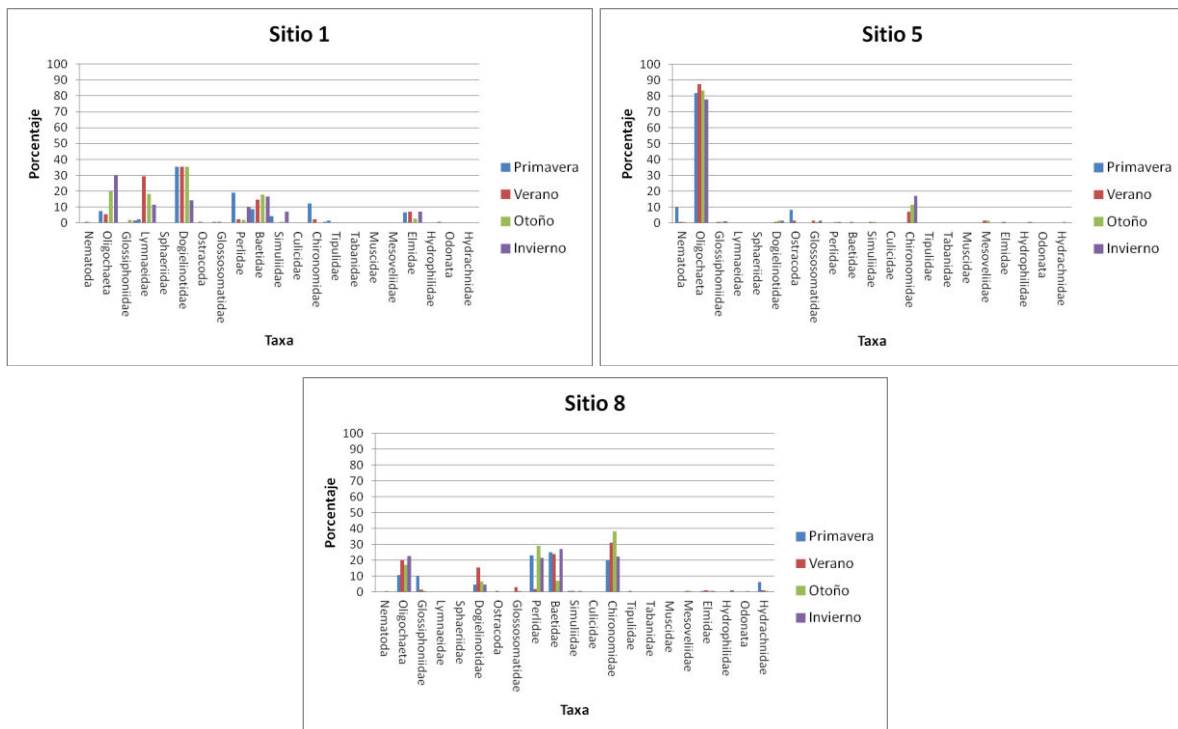 Sitio 1
Porcentaje
100
90
80
70
60
50
40
30
20
10
0
Nematoda
Oligochaeta
Glossiphoniidae
Lymnaeidae
Sphaeriidae
Dogielinotidae
Ostracoda
Glossosomatidae
Perlidae
Baetidae
Simuliidae
Culicidae
Chironomidae
Tipulidae
Tabanidae
Muscidae
Mesoveliidae
Elmidae
Hydrophilidae
Odonata
Hydrachnidae
Taxa
Primavera
Verano
Otoño
Invierno
Sitio 5
Porcentaje
100
90
80
70
60
50
40
30
20
10
0
Nematoda
Oligochaeta
Glossiphoniidae
Lymnaeidae
Sphaeriidae
Dogielinotidae
Ostracoda
Glossosomatidae
Perlidae
Baetidae
Simuliidae
Culicidae
Chironomidae
Tipulidae
Tabanidae
Muscidae
Mesoveliidae
Elmidae
Hydrophilidae
Odonata
Hydrachnidae
Taxa
Primavera
Verano
Otoño
Invierno
Sitio 8
Porcentaje
100
90
80
70
60
50
40
30
20
10
0
Nematoda
Oligochaeta
Glossiphoniidae
Lymnaeidae
Sphaeriidae
Dogielinotidae
Ostracoda
Glossosomatidae
Perlidae
Baetidae
Simuliidae
Culicidae
Chironomidae
Tipulidae
Tabanidae
Muscidae
Mesoveliidae
Elmidae
Hydrophilidae
Odonata
Hydrachnidae
Taxa
Primavera
Verano
Otoño
Invierno